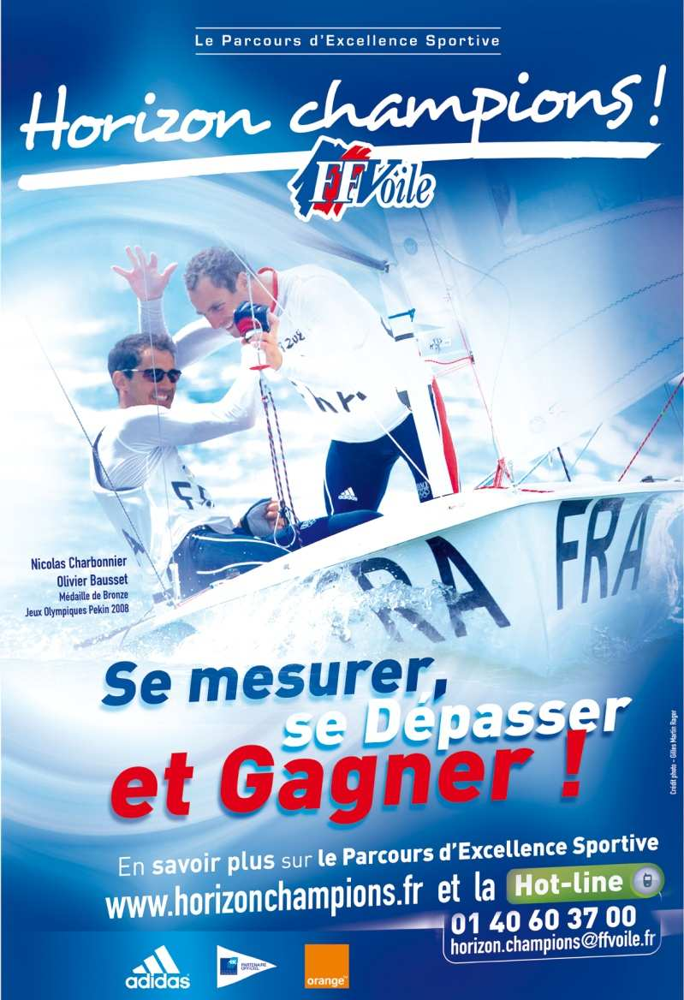 Le Parcours d'Excellence Sportive
Horizon champions !
FFVoile
FRA
FRA
Nicolas Charbonnier
Olivier Bausset
Médaille de Bronze
Jeux Olympiques Pekin 2008
Se mesurer,
se Dépasser
et Gagner !
Crédit photo - Gilles Martin Raget
En savoir plus sur le Parcours d'Excellence Sportive
www.horizonchampions.fr et la Hot-line
01 40 60 37 00
horizon.champions@ffvoile.fr
adidas
PARTENAIRE
OFFICIEL
orange